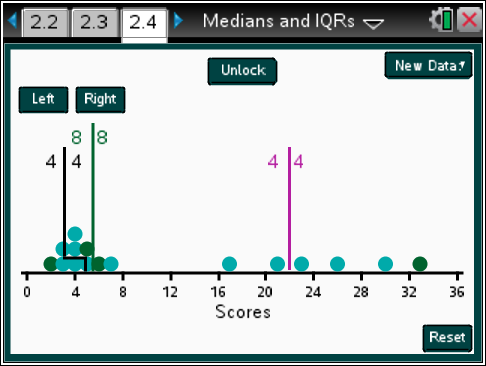 2.2 2.3 2.4 Medians and IQRs
Unlock
New Data:
Left Right
8 8
4 4 4 4
0 4 8 12 16 20 24 28 32 36
Scores
Reset